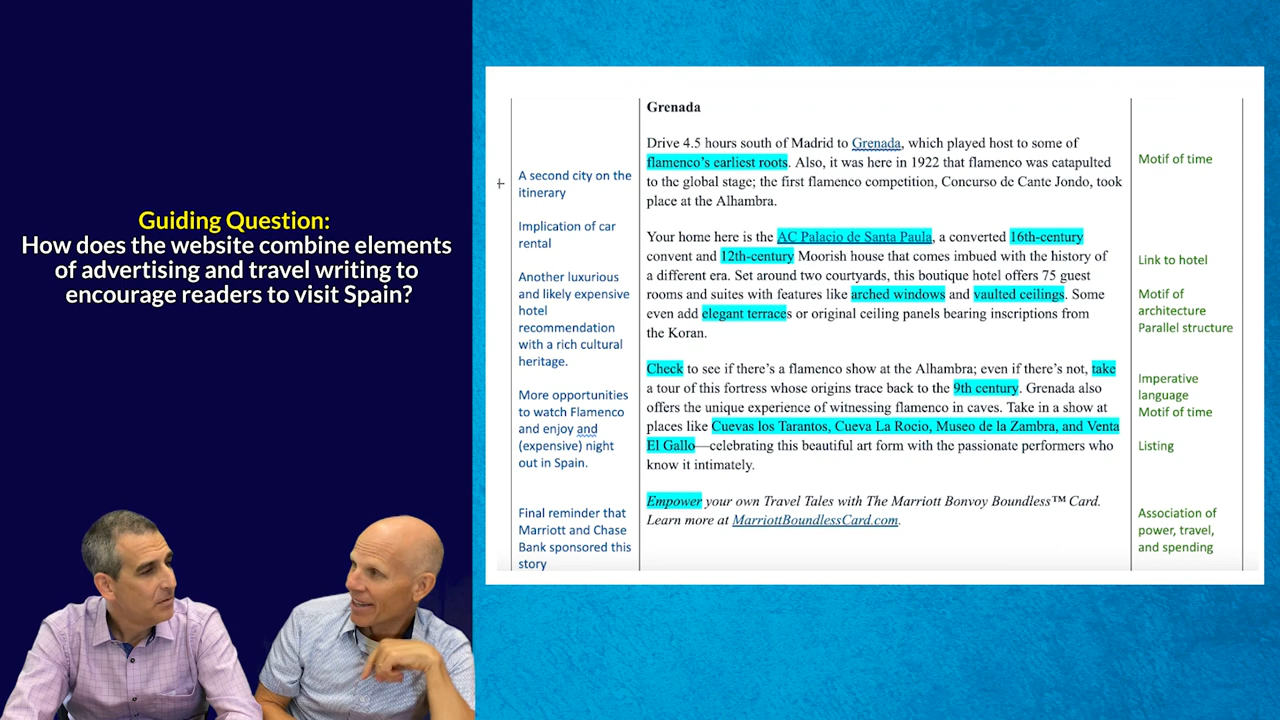 Guiding Question:
How does the website combine elements
of advertising and travel writing to
encourage readers to visit Spain?
A second city on the
itinerary
Implication of car
rental
Another luxurious
and likely expensive
hotel
recommendation
with a rich cultural
heritage.
More opportunities
to watch Flamenco
and enjoy and
(expensive) night
out in Spain.
Final reminder that
Marriott and Chase
Bank sponsored this
story
Grenada
Drive 4.5 hours south of Madrid to Grenada, which played host to some of
flamenco’s earliest roots. Also, it was here in 1922 that flamenco was catapulted
to the global stage; the first flamenco competition, Concurso de Cante Jondo, took
place at the Alhambra.
Your home here is the AC Palacio de Santa Paula, a converted 16th-century
convent and 12th-century Moorish house that comes imbued with the history of
a different era. Set around two courtyards, this boutique hotel offers 75 guest
rooms and suites with features like arched windows and vaulted ceilings. Some
even add elegant terraces or original ceiling panels bearing inscriptions from
the Koran.
Check to see if there’s a flamenco show at the Alhambra; even if there’s not, take
a tour of this fortress whose origins trace back to the 9th century. Grenada also
offers the unique experience of witnessing flamenco in caves. Take in a show at
places like Cuevas los Tarantos, Cueva La Rocio, Museo de la Zambra, and Venta
El Gallo—celebrating this beautiful art form with the passionate performers who
know it intimately.
Empower your own Travel Tales with The Marriott Bonvoy Boundless™ Card.
Learn more at MarriottBoundlessCard.com.
Motif of time
Link to hotel
Motif of
architecture
Parallel structure
Imperative
language
Motif of time
Listing
Association of
power, travel,
and spending